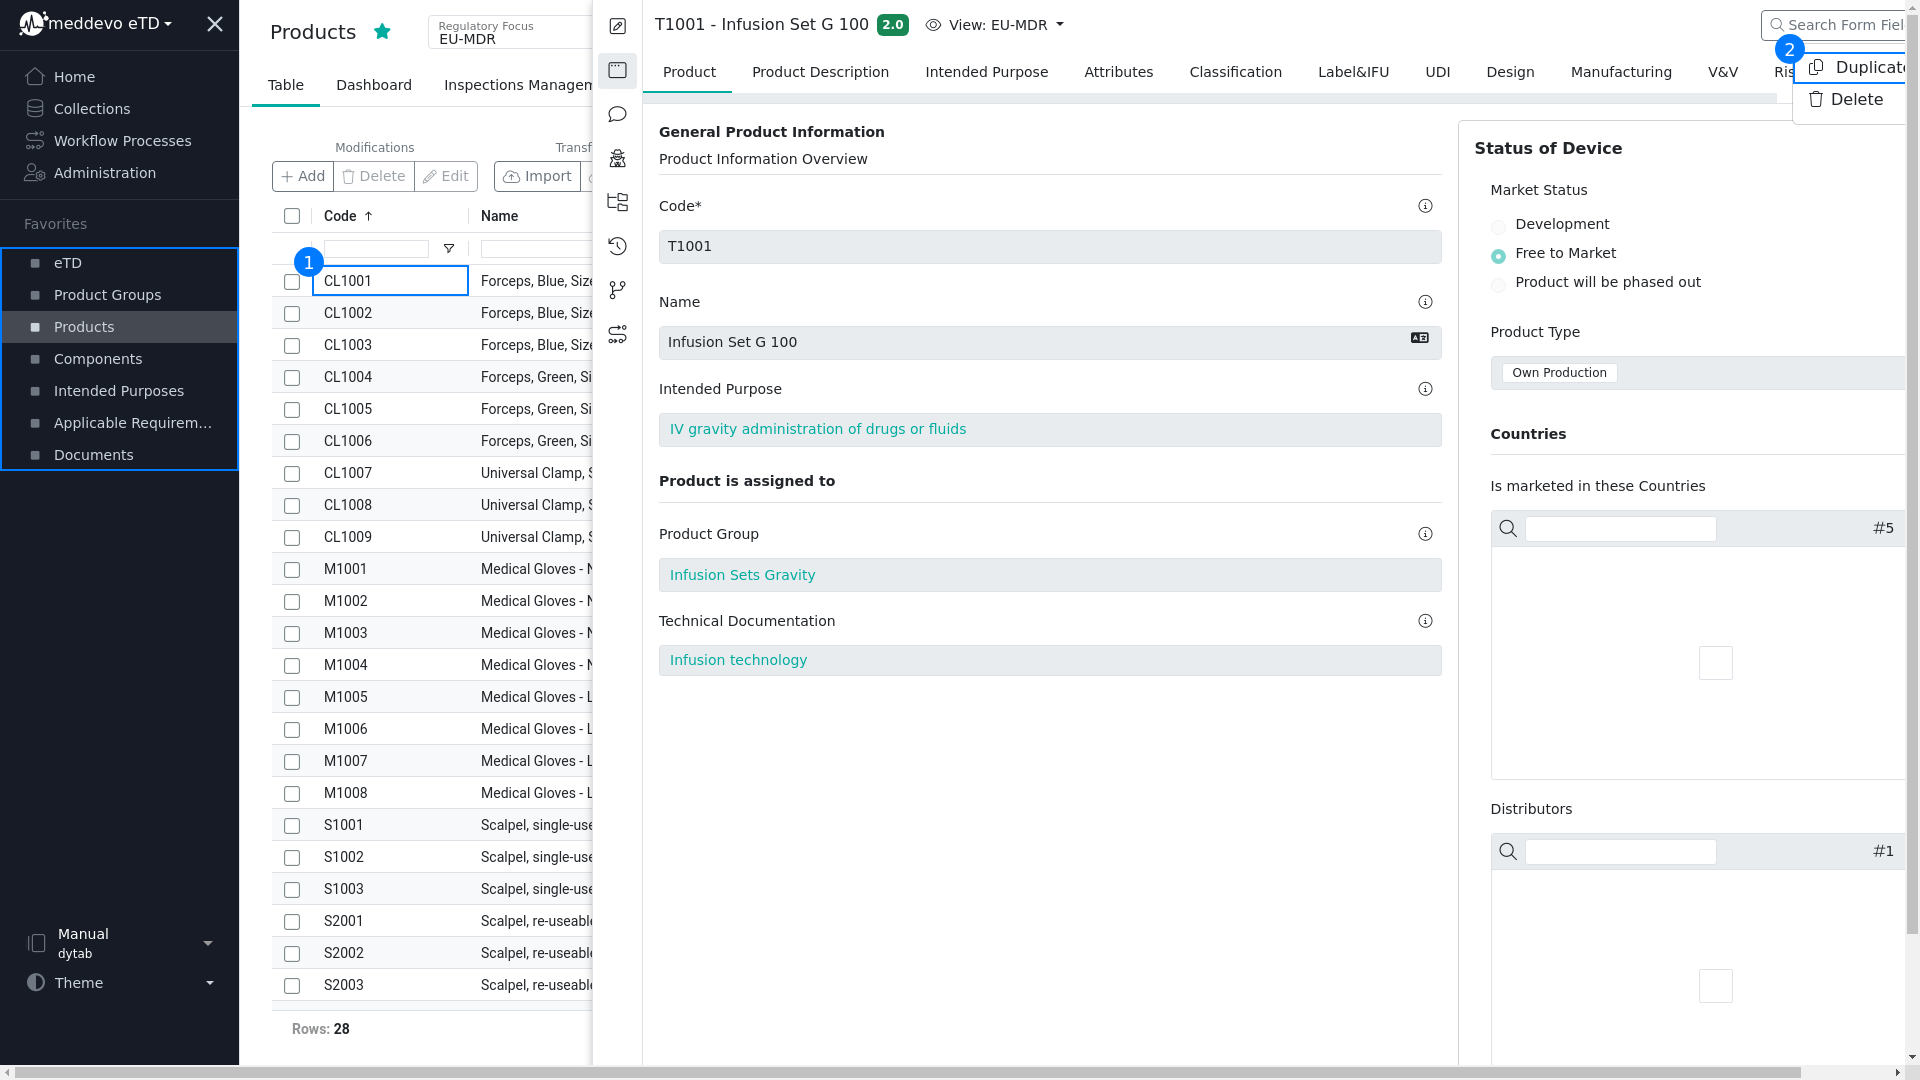 meddevo eTD
Home
Collections
Workflow Processes
Administration
Favorites
eTD
Product Groups
Products
Components
Intended Purposes
Applicable Requirem...
Documents
Manual
dytab
Theme
Products
Regulatory Focus
EU-MDR
Table
Dashboard
Inspections Managem
Modifications
Transf
Add
Delete
Edit
Import
Code
Name
1
CL1001 Forceps, Blue, Size
CL1002 Forceps, Blue, Size
CL1003 Forceps, Blue, Size
CL1004 Forceps, Green, Si
CL1005 Forceps, Green, Si
CL1006 Forceps, Green, Si
CL1007 Universal Clamp, S
CL1008 Universal Clamp, S
CL1009 Universal Clamp, S
M1001 Medical Gloves - N
M1002 Medical Gloves - N
M1003 Medical Gloves - N
M1004 Medical Gloves - N
M1005 Medical Gloves - L
M1006 Medical Gloves - L
M1007 Medical Gloves - L
M1008 Medical Gloves - L
S1001 Scalpel, single-use
S1002 Scalpel, single-use
S1003 Scalpel, single-use
S2001 Scalpel, re-useable
S2002 Scalpel, re-useable
S2003 Scalpel, re-useable
Rows: 28
T1001 - Infusion Set G 100 2.0 View: EU-MDR
Search Form Fiel
2
Duplicate
Delete
Product
Product Description
Intended Purpose
Attributes
Classification
Label&IFU
UDI
Design
Manufacturing
V&V
Ris
General Product Information
Product Information Overview
Code*
T1001
Name
Infusion Set G 100
Intended Purpose
IV gravity administration of drugs or fluids
Product is assigned to
Product Group
Infusion Sets Gravity
Technical Documentation
Infusion technology
Status of Device
Market Status
Development
Free to Market
Product will be phased out
Product Type
Own Production
Countries
Is marketed in these Countries
#5
Distributors
#1